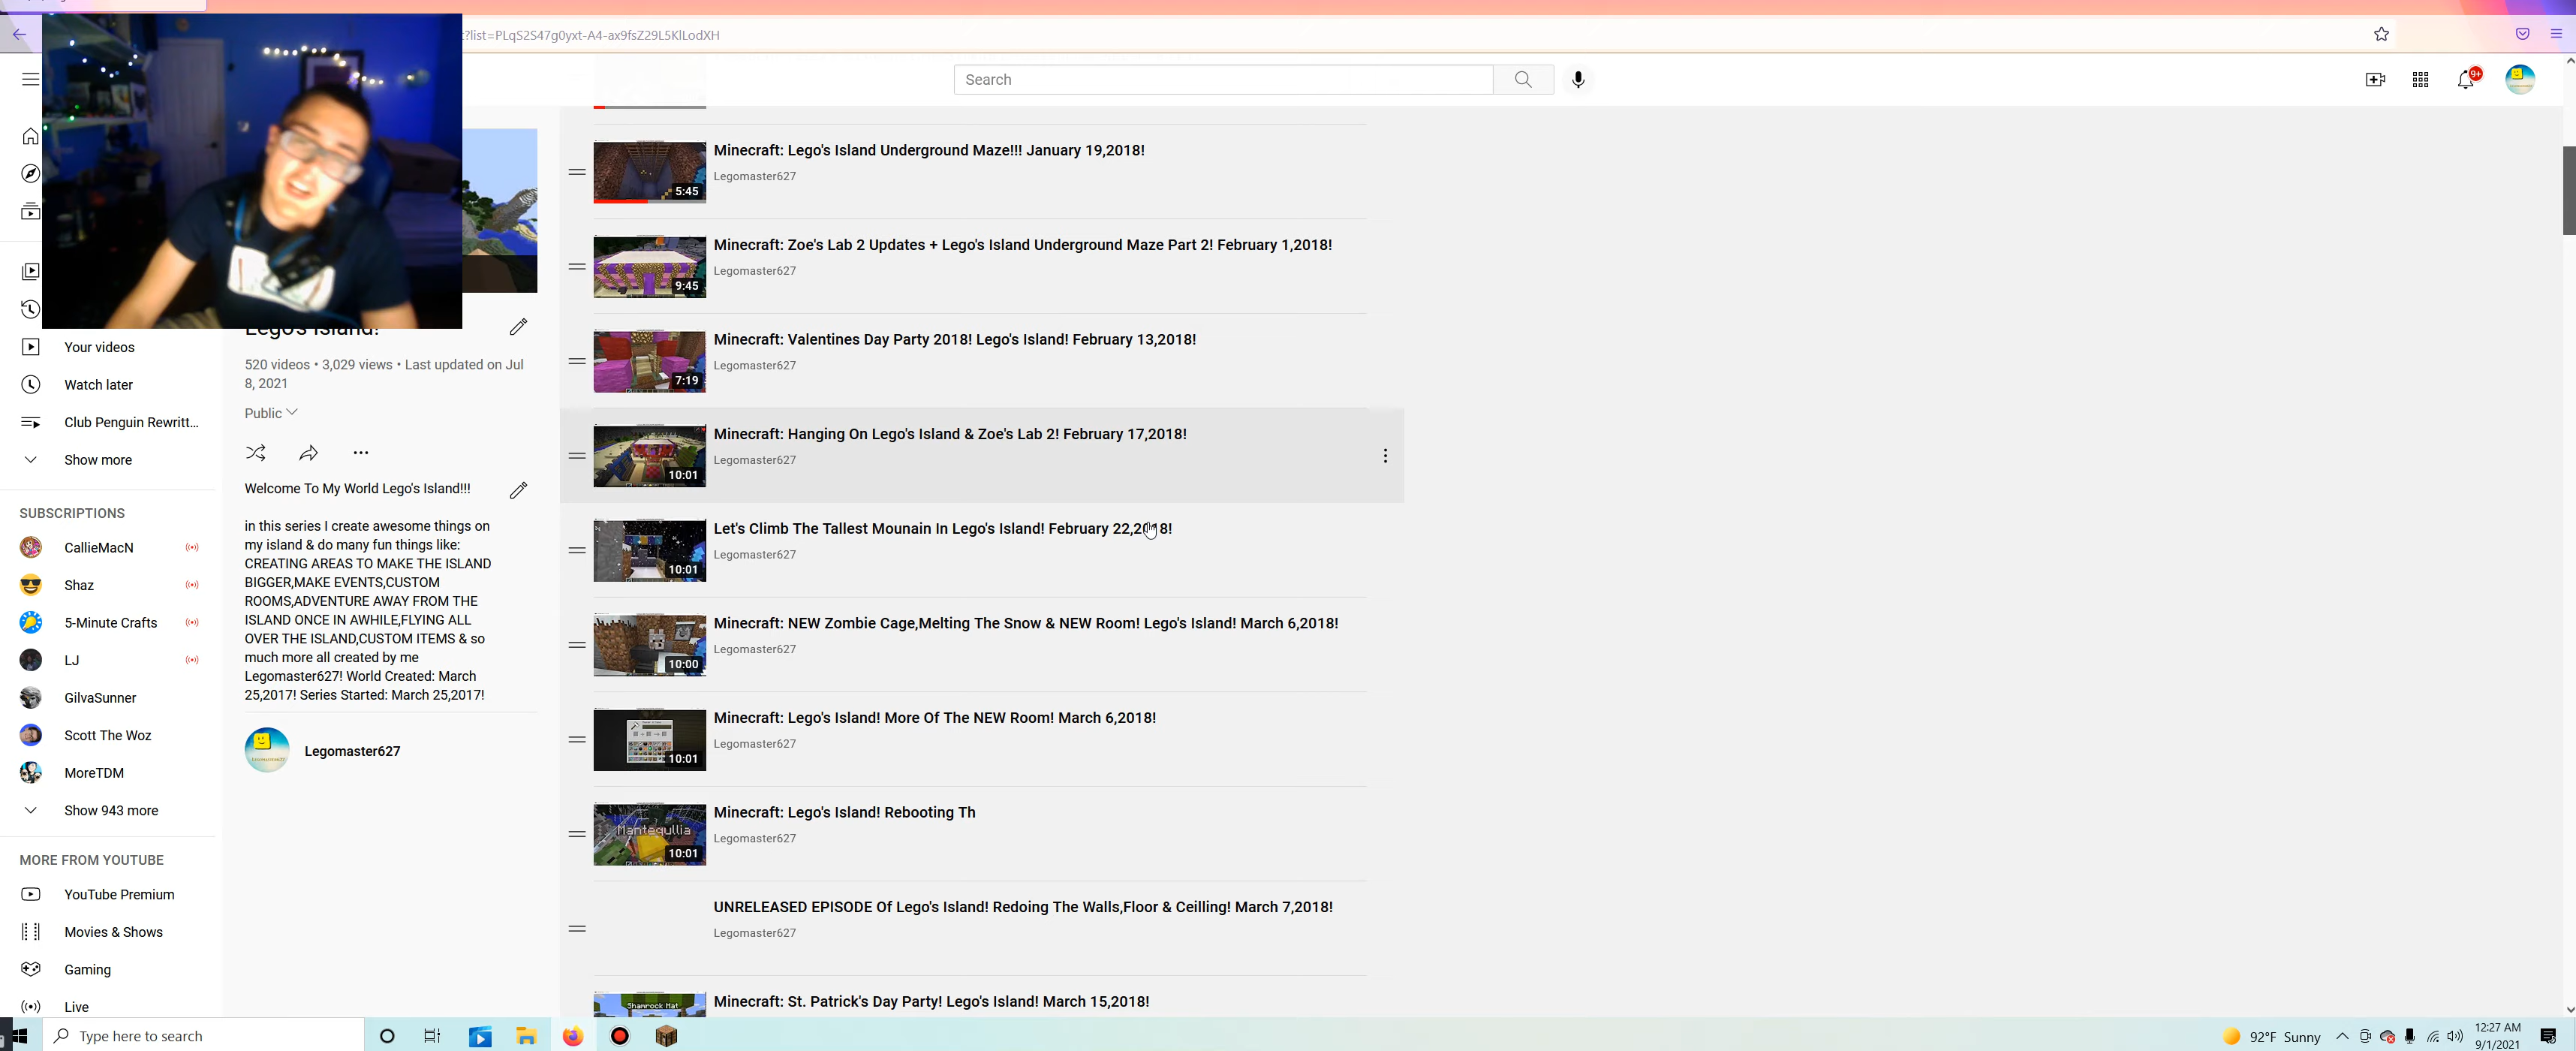 ?list=PLqS2S47g0yxt-A4-ax9fsZ29L5KlLodXH
Search
9+
Minecraft: Lego's Island Underground Maze!!! January 19,2018!
Legomaster627
5:45
Minecraft: Zoe's Lab 2 Updates + Lego's Island Underground Maze Part 2! February 1,2018!
Legomaster627
9:45
Minecraft: Valentines Day Party 2018! Lego's Island! February 13,2018!
Legomaster627
7:19
Minecraft: Hanging On Lego's Island & Zoe's Lab 2! February 17,2018!
Legomaster627
10:01
Let's Climb The Tallest Mounain In Lego's Island! February 22,2018!
Legomaster627
10:01
Minecraft: NEW Zombie Cage,Melting The Snow & NEW Room! Lego's Island! March 6,2018!
Legomaster627
10:00
Minecraft: Lego's Island! More Of The NEW Room! March 6,2018!
Legomaster627
10:01
Minecraft: Lego's Island! Rebooting Th
Legomaster627
Mantequllia
10:01
UNRELEASED EPISODE Of Lego's Island! Redoing The Walls,Floor & Ceilling! March 7,2018!
Legomaster627
Minecraft: St. Patrick's Day Party! Lego's Island! March 15,2018!
Shamrock Hat
Lego's Island!
520 videos • 3,029 views • Last updated on Jul
8, 2021
Public
Welcome To My World Lego's Island!!!
in this series I create awesome things on
my island & do many fun things like:
CREATING AREAS TO MAKE THE ISLAND
BIGGER,MAKE EVENTS,CUSTOM
ROOMS,ADVENTURE AWAY FROM THE
ISLAND ONCE IN AWHILE,FLYING ALL
OVER THE ISLAND,CUSTOM ITEMS & so
much more all created by me
Legomaster627! World Created: March
25,2017! Series Started: March 25,2017!
Legomaster627
Your videos
Watch later
Club Penguin Rewritt...
Show more
SUBSCRIPTIONS
CallieMacN
Shaz
5-Minute Crafts
LJ
GilvaSunner
Scott The Woz
MoreTDM
Show 943 more
MORE FROM YOUTUBE
YouTube Premium
Movies & Shows
Gaming
Live
Type here to search
92°F Sunny
12:27 AM
9/1/2021